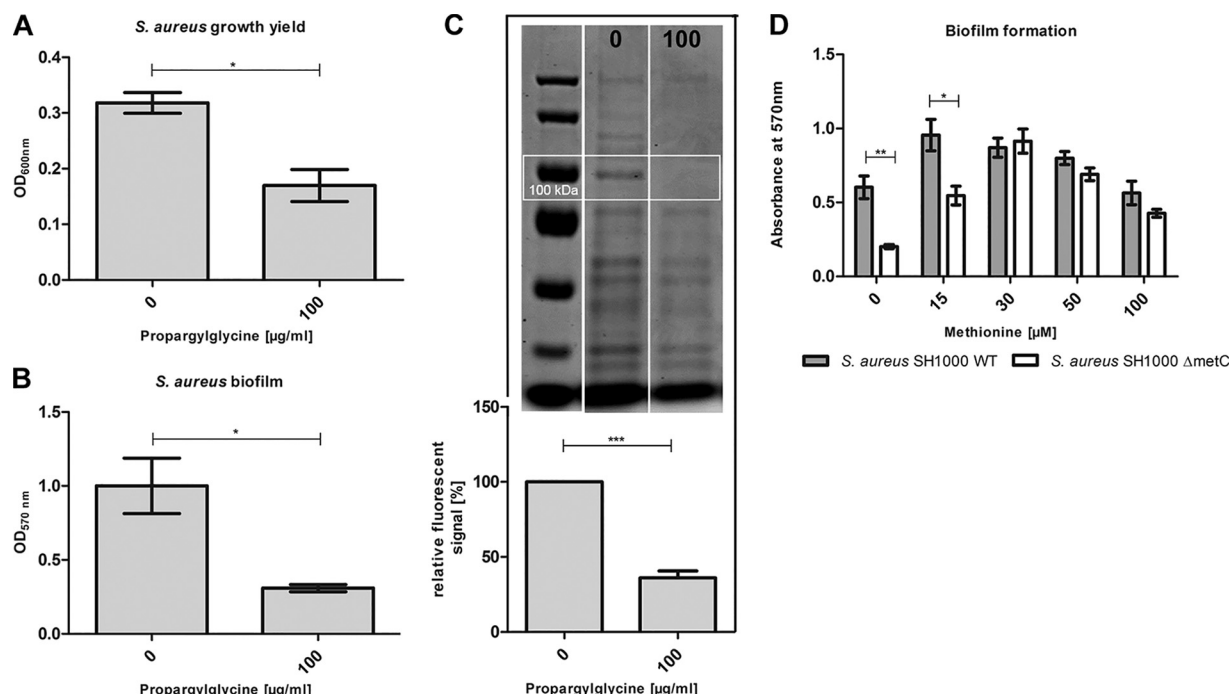 A
S. aureus growth yield
*
0.4
0.3
0.2
0.1
0.0
OD600nm
0
100
Propargylglycine [µg/ml]
B
S. aureus biofilm
*
1.5
1.0
0.5
0.0
OD570 nm
0
100
Propargylglycine [µg/ml]
C
0 100
100 kDa
150
100
50
0
***
relative fluorescent
signal [%]
0
100
Propargylglycine [µg/ml]
D
Biofilm formation
1.5
1.0
0.5
0.0
Absorbance at 570nm
**
*
0
15
30
50
100
Methionine [µM]
S. aureus SH1000 WT
S. aureus SH1000 ΔmetC